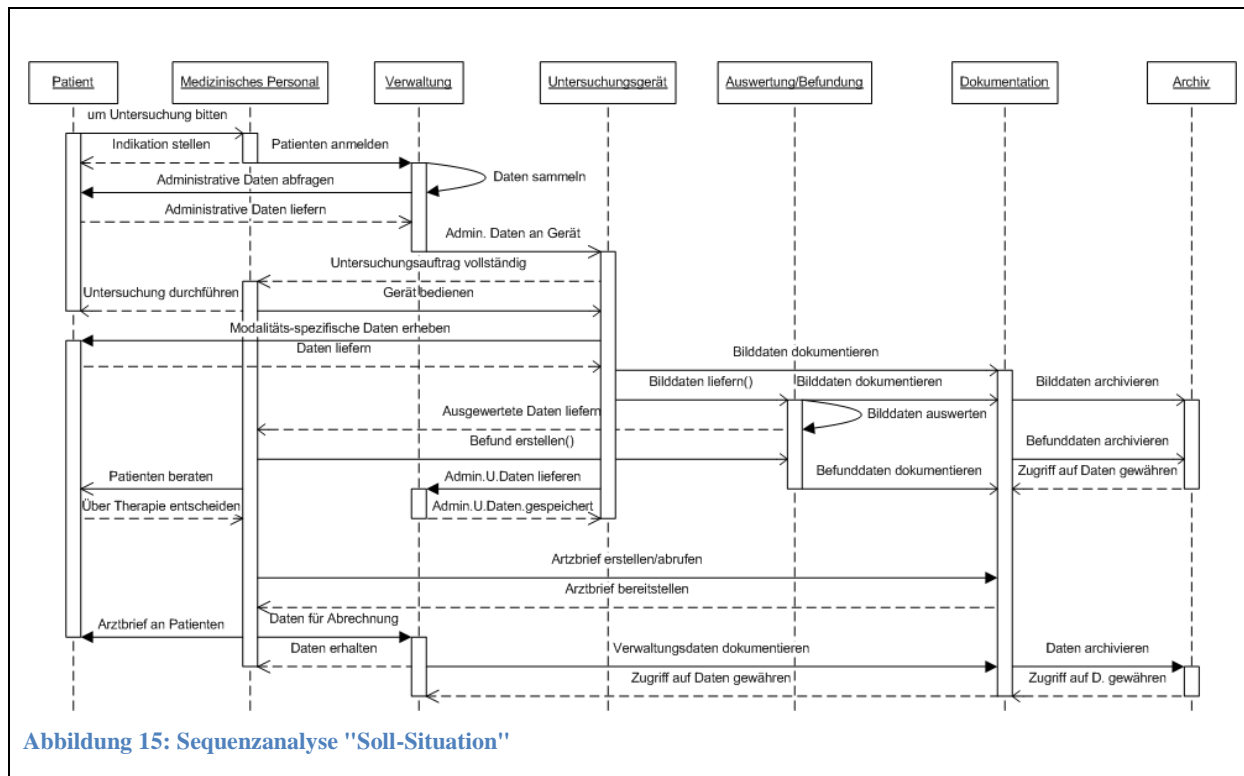 Patient
Medizinisches Personal
Verwaltung
Untersuchungsgerät
Auswertung/Befundung
Dokumentation
Archiv
um Untersuchung bitten
Indikation stellen
Patienten anmelden
Daten sammeln
Administrative Daten abfragen
Administrative Daten liefern
Admin. Daten an Gerät
Untersuchungsauftrag vollständig
Untersuchung durchführen
Gerät bedienen
Modalitäts-spezifische Daten erheben
Daten liefern
Bilddaten dokumentieren
Bilddaten liefern()
Bilddaten dokumentieren
Bilddaten archivieren
Ausgewertete Daten liefern
Bilddaten auswerten
Befund erstellen()
Befunddaten archivieren
Patienten beraten
Admin.U.Daten lieferen
Befunddaten dokumentieren
Zugriff auf Daten gewähren
Über Therapie entscheiden
Admin.U.Daten.gespeichert
Artzbrief erstellen/abrufen
Arztbrief bereitstellen
Arztbrief an Patienten
Daten für Abrechnung
Daten erhalten
Verwaltungsdaten dokumentieren
Daten archivieren
Zugriff auf Daten gewähren
Zugriff auf D. gewähren
Abbildung 15: Sequenzanalyse "Soll-Situation"